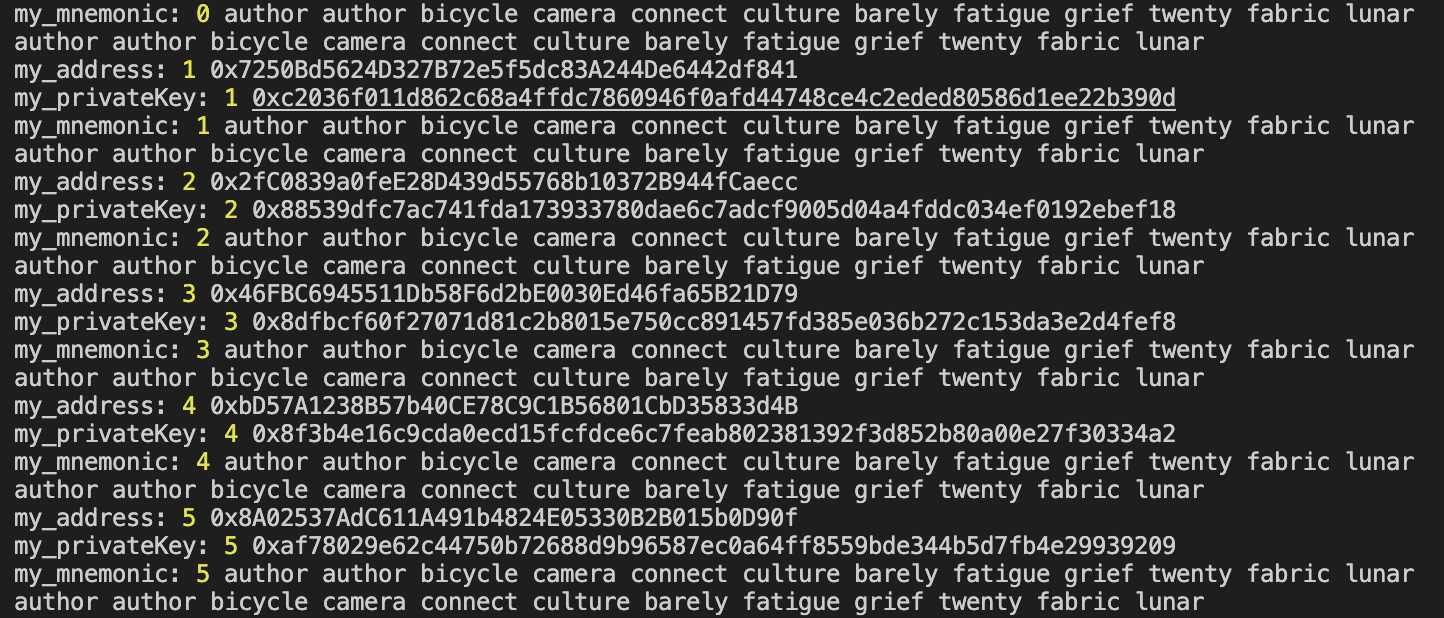 my_mnemonic: 0 author author bicycle camera connect culture barely fatigue grief twenty fabric lunar
author author bicycle camera connect culture barely fatigue grief twenty fabric lunar
my_address: 1 0x7250Bd5624D327B72e5f5dc83A244De6442df841
my_privateKey: 1 0xc2036f011d862c68a4ffdc7860946f0afd44748ce4c2eded80586d1ee22b390d
my_mnemonic: 1 author author bicycle camera connect culture barely fatigue grief twenty fabric lunar
author author bicycle camera connect culture barely fatigue grief twenty fabric lunar
my_address: 2 0x2fC0839a0feE28D439d55768b10372B944fCaecc
my_privateKey: 2 0x88539dfc7ac741fda173933780dae6c7adcf9005d04a4fddc034ef0192ebef18
my_mnemonic: 2 author author bicycle camera connect culture barely fatigue grief twenty fabric lunar
author author bicycle camera connect culture barely fatigue grief twenty fabric lunar
my_address: 3 0x46FBC6945511Db58F6d2bE0030Ed46fa65B21D79
my_privateKey: 3 0x8dfbcf60f27071d81c2b8015e750cc891457fd385e036b272c153da3e2d4fef8
my_mnemonic: 3 author author bicycle camera connect culture barely fatigue grief twenty fabric lunar
author author bicycle camera connect culture barely fatigue grief twenty fabric lunar
my_address: 4 0xbD57A1238B57b40CE78C9C1B56801CbD35833d4B
my_privateKey: 4 0x8f3b4e16c9cda0ecd15fcfdce6c7feab802381392f3d852b80a00e27f30334a2
my_mnemonic: 4 author author bicycle camera connect culture barely fatigue grief twenty fabric lunar
author author bicycle camera connect culture barely fatigue grief twenty fabric lunar
my_address: 5 0x8A02537AdC611A491b4824E05330B2B015b0D90f
my_privateKey: 5 0xaf78029e62c44750b72688d9b96587ec0a64ff8559bde344b5d7fb4e29939209
my_mnemonic: 5 author author bicycle camera connect culture barely fatigue grief twenty fabric lunar
author author bicycle camera connect culture barely fatigue grief twenty fabric lunar